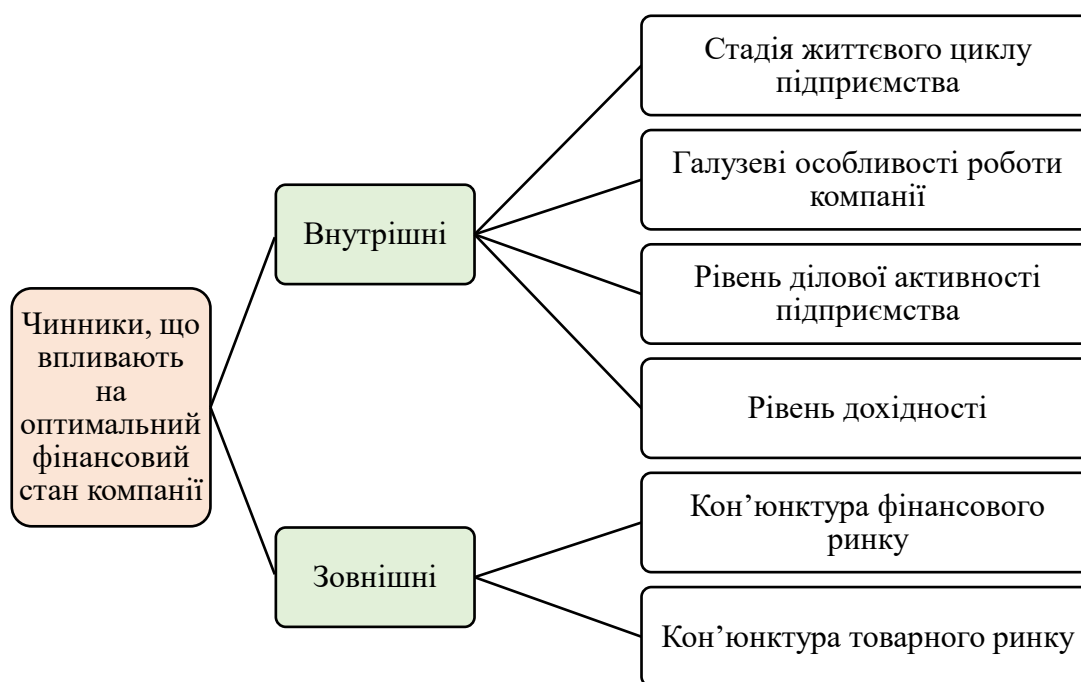 Чинники, що
впливають
на
оптимальний
фінансовий
стан компанії
Внутрішні
Стадія життєвого циклу
підприємства
Галузеві особливості роботи
компанії
Рівень ділової активності
підприємства
Рівень дохідності
Зовнішні
Кон’юнктура фінансового
ринку
Кон’юнктура товарного ринку